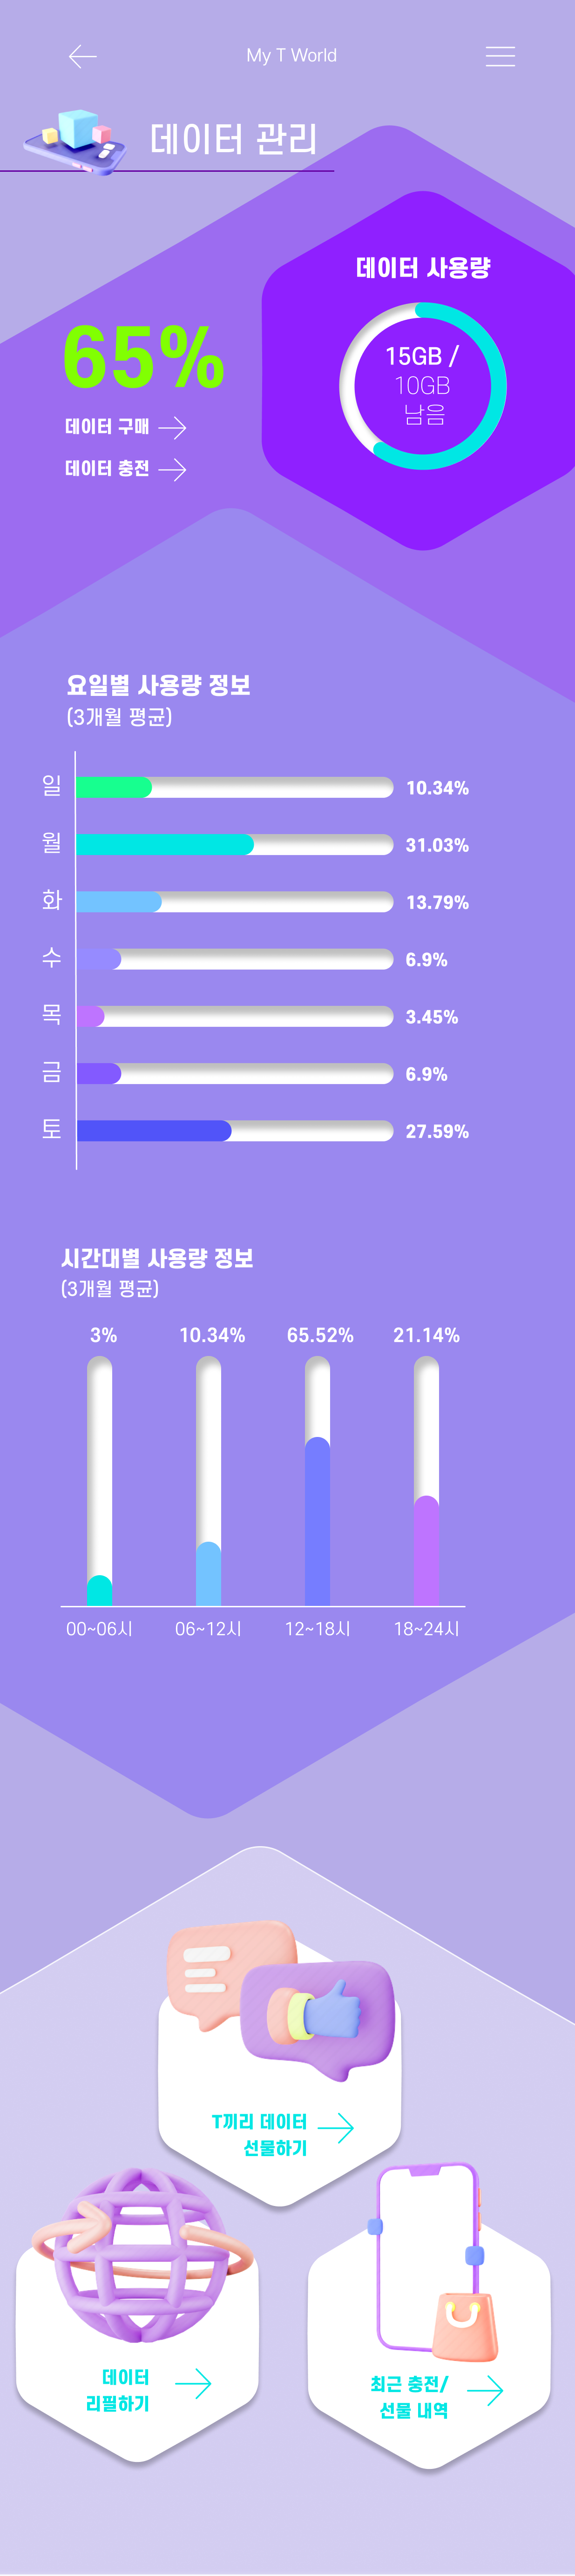 My T World
데이터 관리
데이터 사용량
65%
15GB /
10GB
남음
데이터 구매
데이터 충전
요일별 사용량 정보
(3개월 평균)
일 10.34%
월 31.03%
화 13.79%
수 6.9%
목 3.45%
금 6.9%
토 27.59%
시간대별 사용량 정보
(3개월 평균)
3% 10.34% 65.52% 21.14%
00~06시 06~12시 12~18시 18~24시
T끼리 데이터
선물하기
데이터
리필하기
최근 충전/
선물 내역